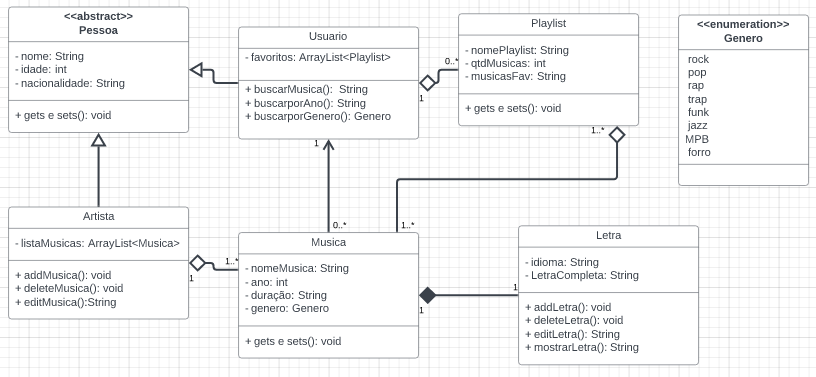 <<abstract>>
Pessoa
- nome: String
- idade: int
- nacionalidade: String
+ gets e sets(): void
Usuario
- favoritos: ArrayList<Playlist>
+ buscarMusica():  String
+ buscarporAno(): String
+ buscarporGenero(): Genero
0..*
1
Playlist
- nomePlaylist: String
- qtdMusicas: int
- musicasFav: String
+ gets e sets(): void
<<enumeration>>
Genero
rock
pop
rap
trap
funk
jazz
MPB
forro
1..*
1
0..*
1..*
Artista
- listaMusicas: ArrayList<Musica>
+ addMusica(): void
+ deleteMusica(): void
+ editMusica():String
1..*
1
Musica
- nomeMusica: String
- ano: int
- duração: String
- genero: Genero
+ gets e sets(): void
1
1
Letra
- idioma: String
- LetraCompleta: String
+ addLetra(): void
+ deleteLetra(): void
+ editLetra(): String
+ mostrarLetra(): String